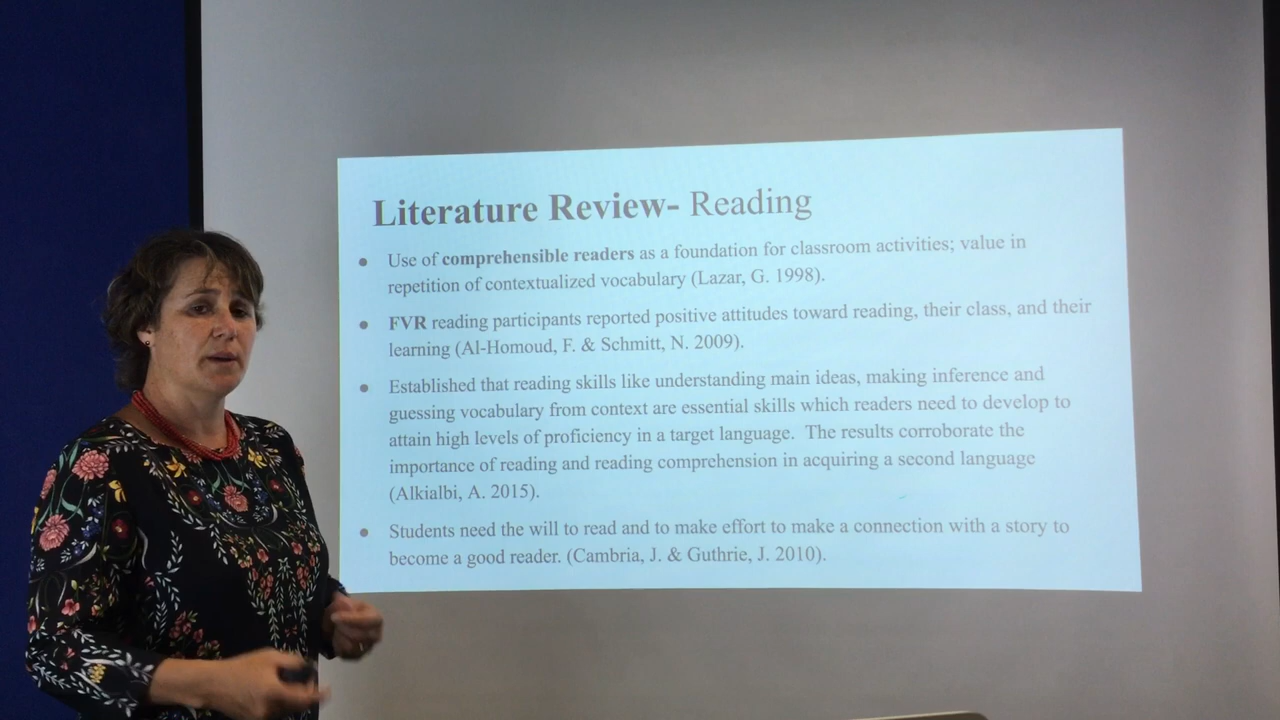 Literature Review- Reading
● Use of comprehensible readers as a foundation for classroom activities; value in
repetition of contextualized vocabulary (Lazar, G. 1998).
● FVR reading participants reported positive attitudes toward reading, their class, and their
learning (Al-Homoud, F. & Schmitt, N. 2009).
● Established that reading skills like understanding main ideas, making inference and
guessing vocabulary from context are essential skills which readers need to develop to
attain high levels of proficiency in a target language. The results corroborate the
importance of reading and reading comprehension in acquiring a second language
(Alkialbi, A. 2015).
● Students need the will to read and to make effort to make a connection with a story to
become a good reader. (Cambria, J. & Guthrie, J. 2010).